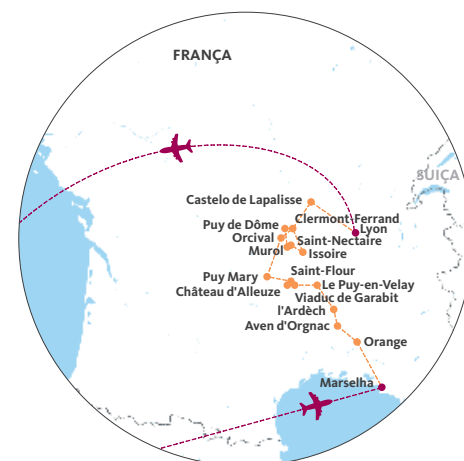 FRANÇA
SUIÇA
Castelo de Lapalisse
Clermont-Ferrand
Puy de Dôme
Lyon
Orcival
Saint-Nectaire
Murol
Issoire
Saint-Flour
Puy Mary
Le Puy-en-Velay
Château d'Alleuze
Viaduc de Garabit
l'Ardèch
Aven d'Orgnac
Orange
Marselha